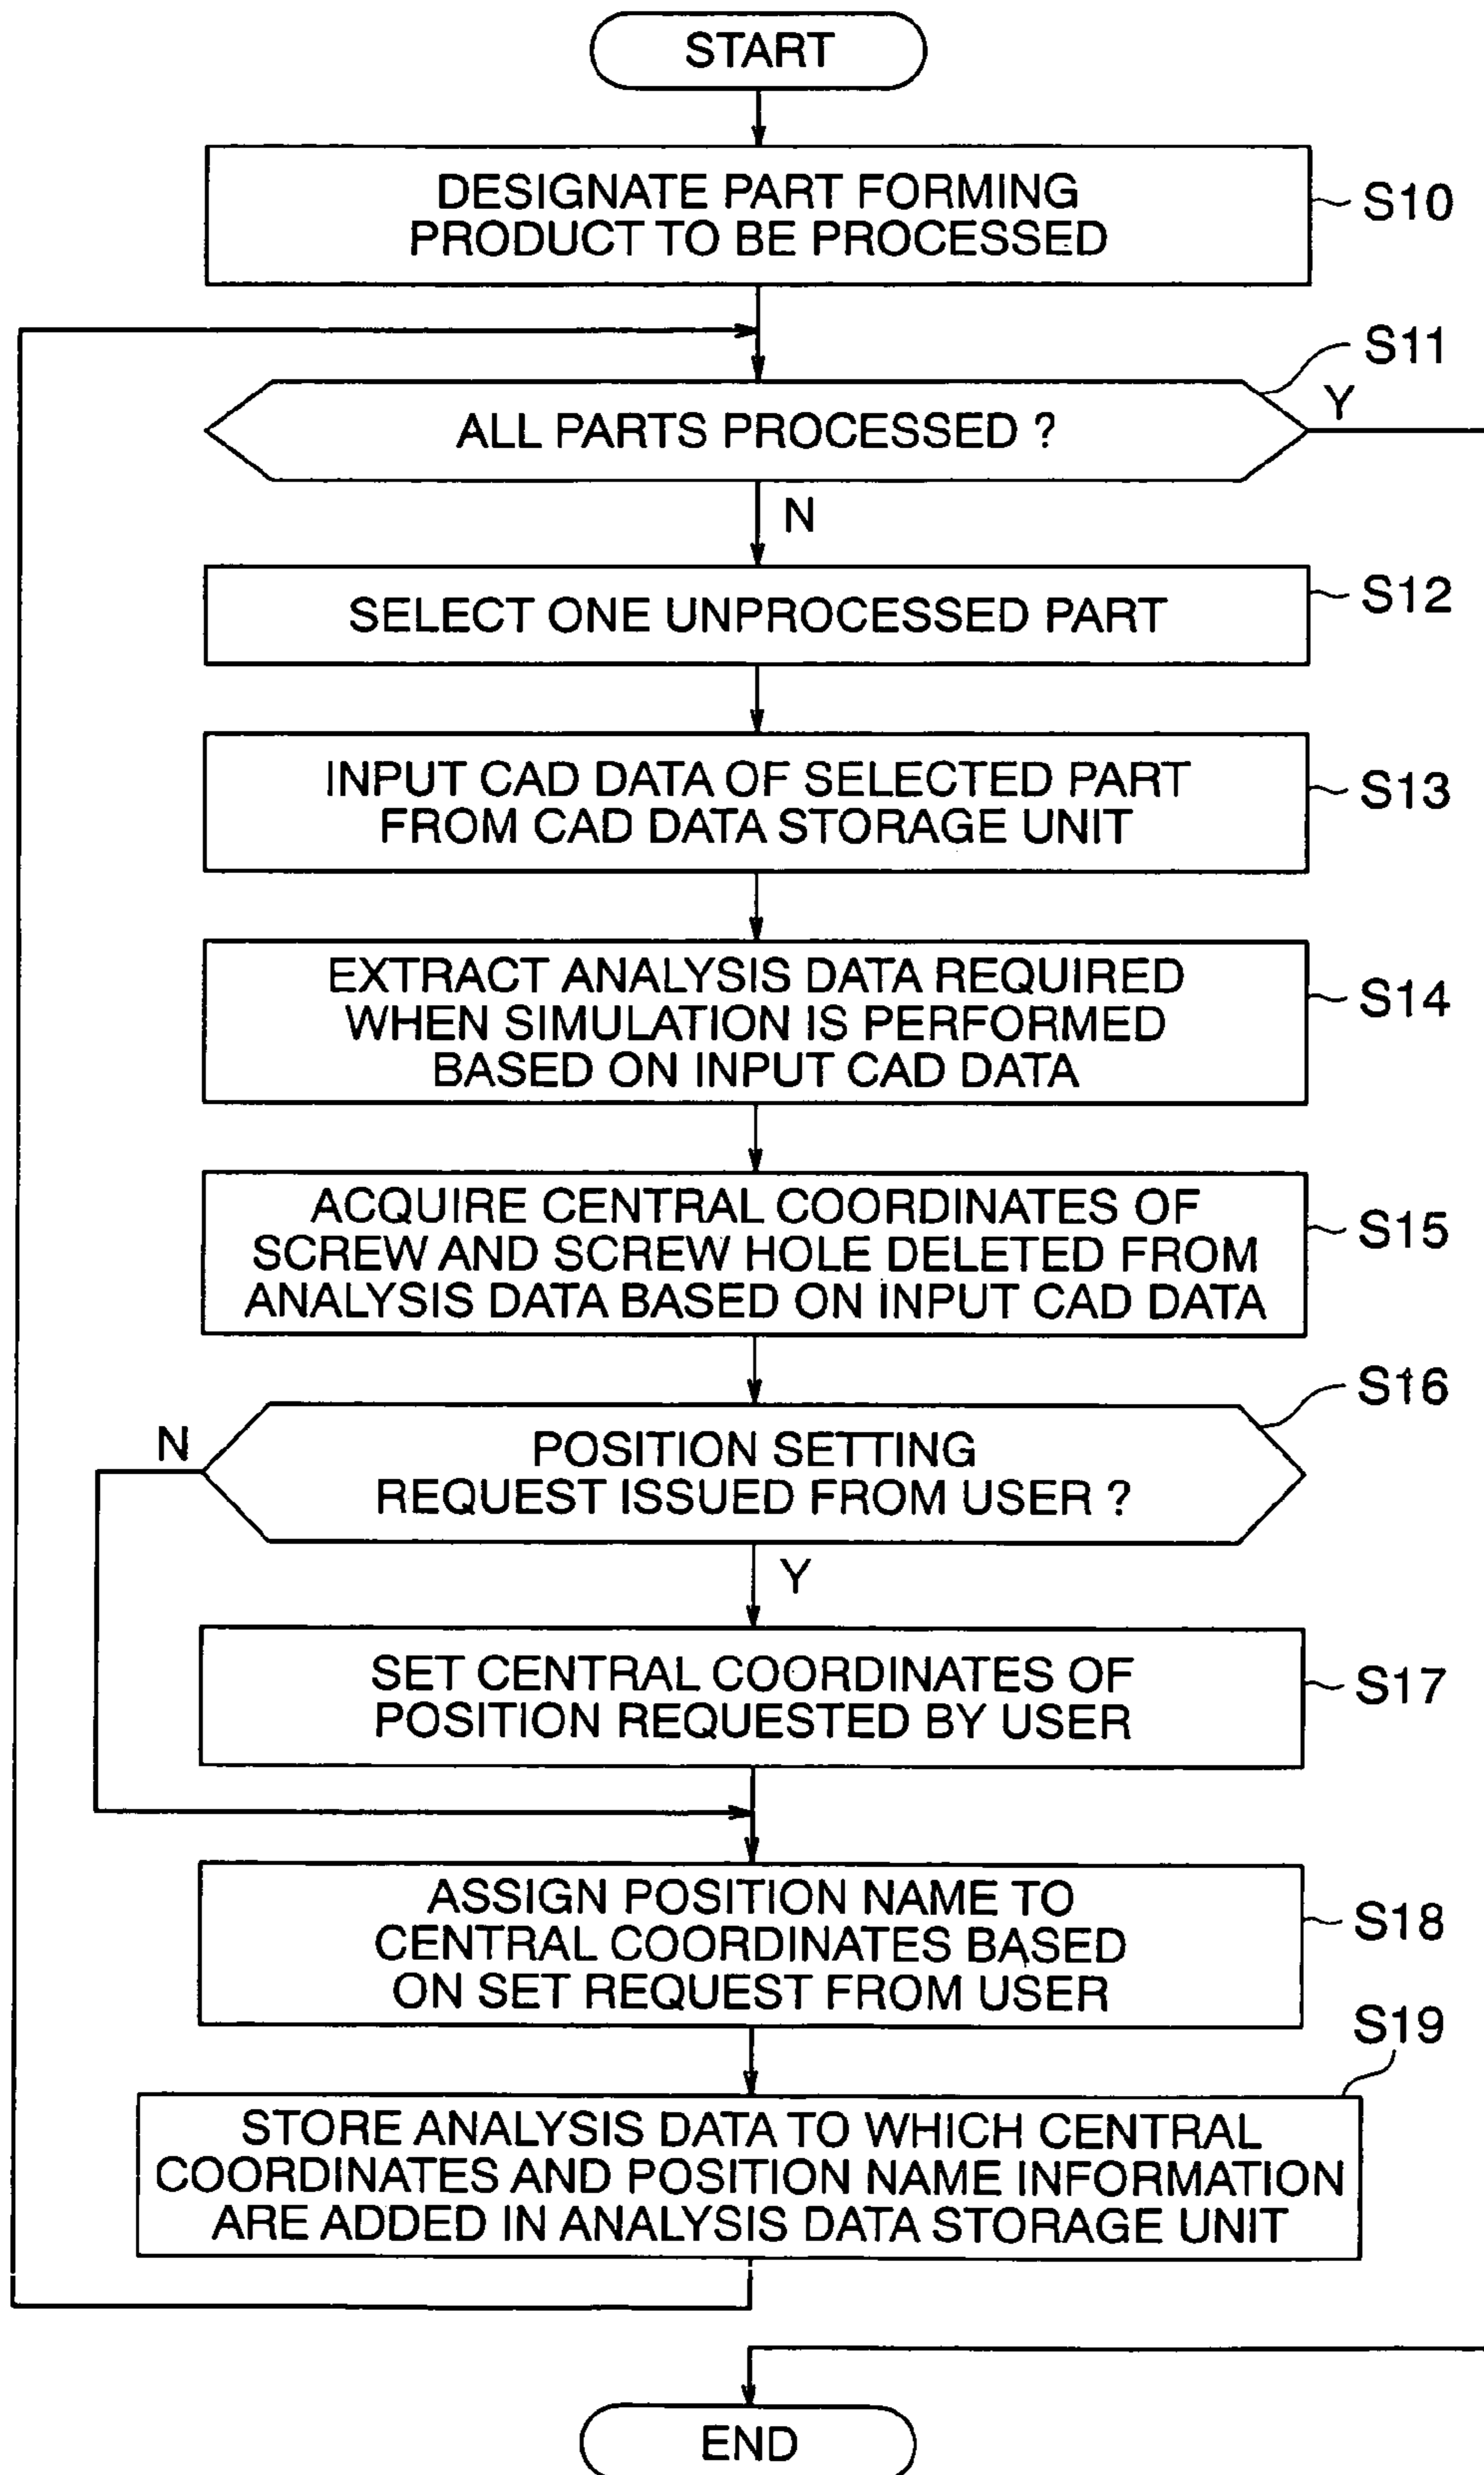 START
DESIGNATE PART FORMING
PRODUCT TO BE PROCESSED
S10
S11
ALL PARTS PROCESSED ?
Y
N
SELECT ONE UNPROCESSED PART
S12
INPUT CAD DATA OF SELECTED PART
FROM CAD DATA STORAGE UNIT
S13
EXTRACT ANALYSIS DATA REQUIRED
WHEN SIMULATION IS PERFORMED
BASED ON INPUT CAD DATA
S14
ACQUIRE CENTRAL COORDINATES OF
SCREW AND SCREW HOLE DELETED FROM
ANALYSIS DATA BASED ON INPUT CAD DATA
S15
S16
N
POSITION SETTING
REQUEST ISSUED FROM USER ?
Y
SET CENTRAL COORDINATES OF
POSITION REQUESTED BY USER
S17
ASSIGN POSITION NAME TO
CENTRAL COORDINATES BASED
ON SET REQUEST FROM USER
S18
S19
STORE ANALYSIS DATA TO WHICH CENTRAL
COORDINATES AND POSITION NAME INFORMATION
ARE ADDED IN ANALYSIS DATA STORAGE UNIT
END